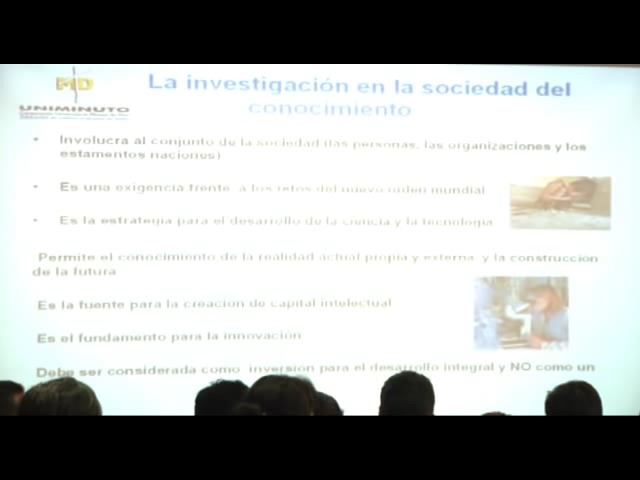 MD
UNIMINUTO
La investigación en la sociedad del
conocimiento
• Involucra al conjunto de la sociedad (las personas, las organizaciones y los
estamentos naciones)
• Es una exigencia frente a los retos del nuevo orden mundial
• Es la estrategia para el desarrollo de la ciencia y la tecnología
Permite el conocimiento de la realidad actual propia y externa y la construccion
de la futura
Es la fuente para la creacion de capital intelectual
Es el fundamento para la innovación
Debe ser considerada como inversión para el desarrollo integral y NO como un